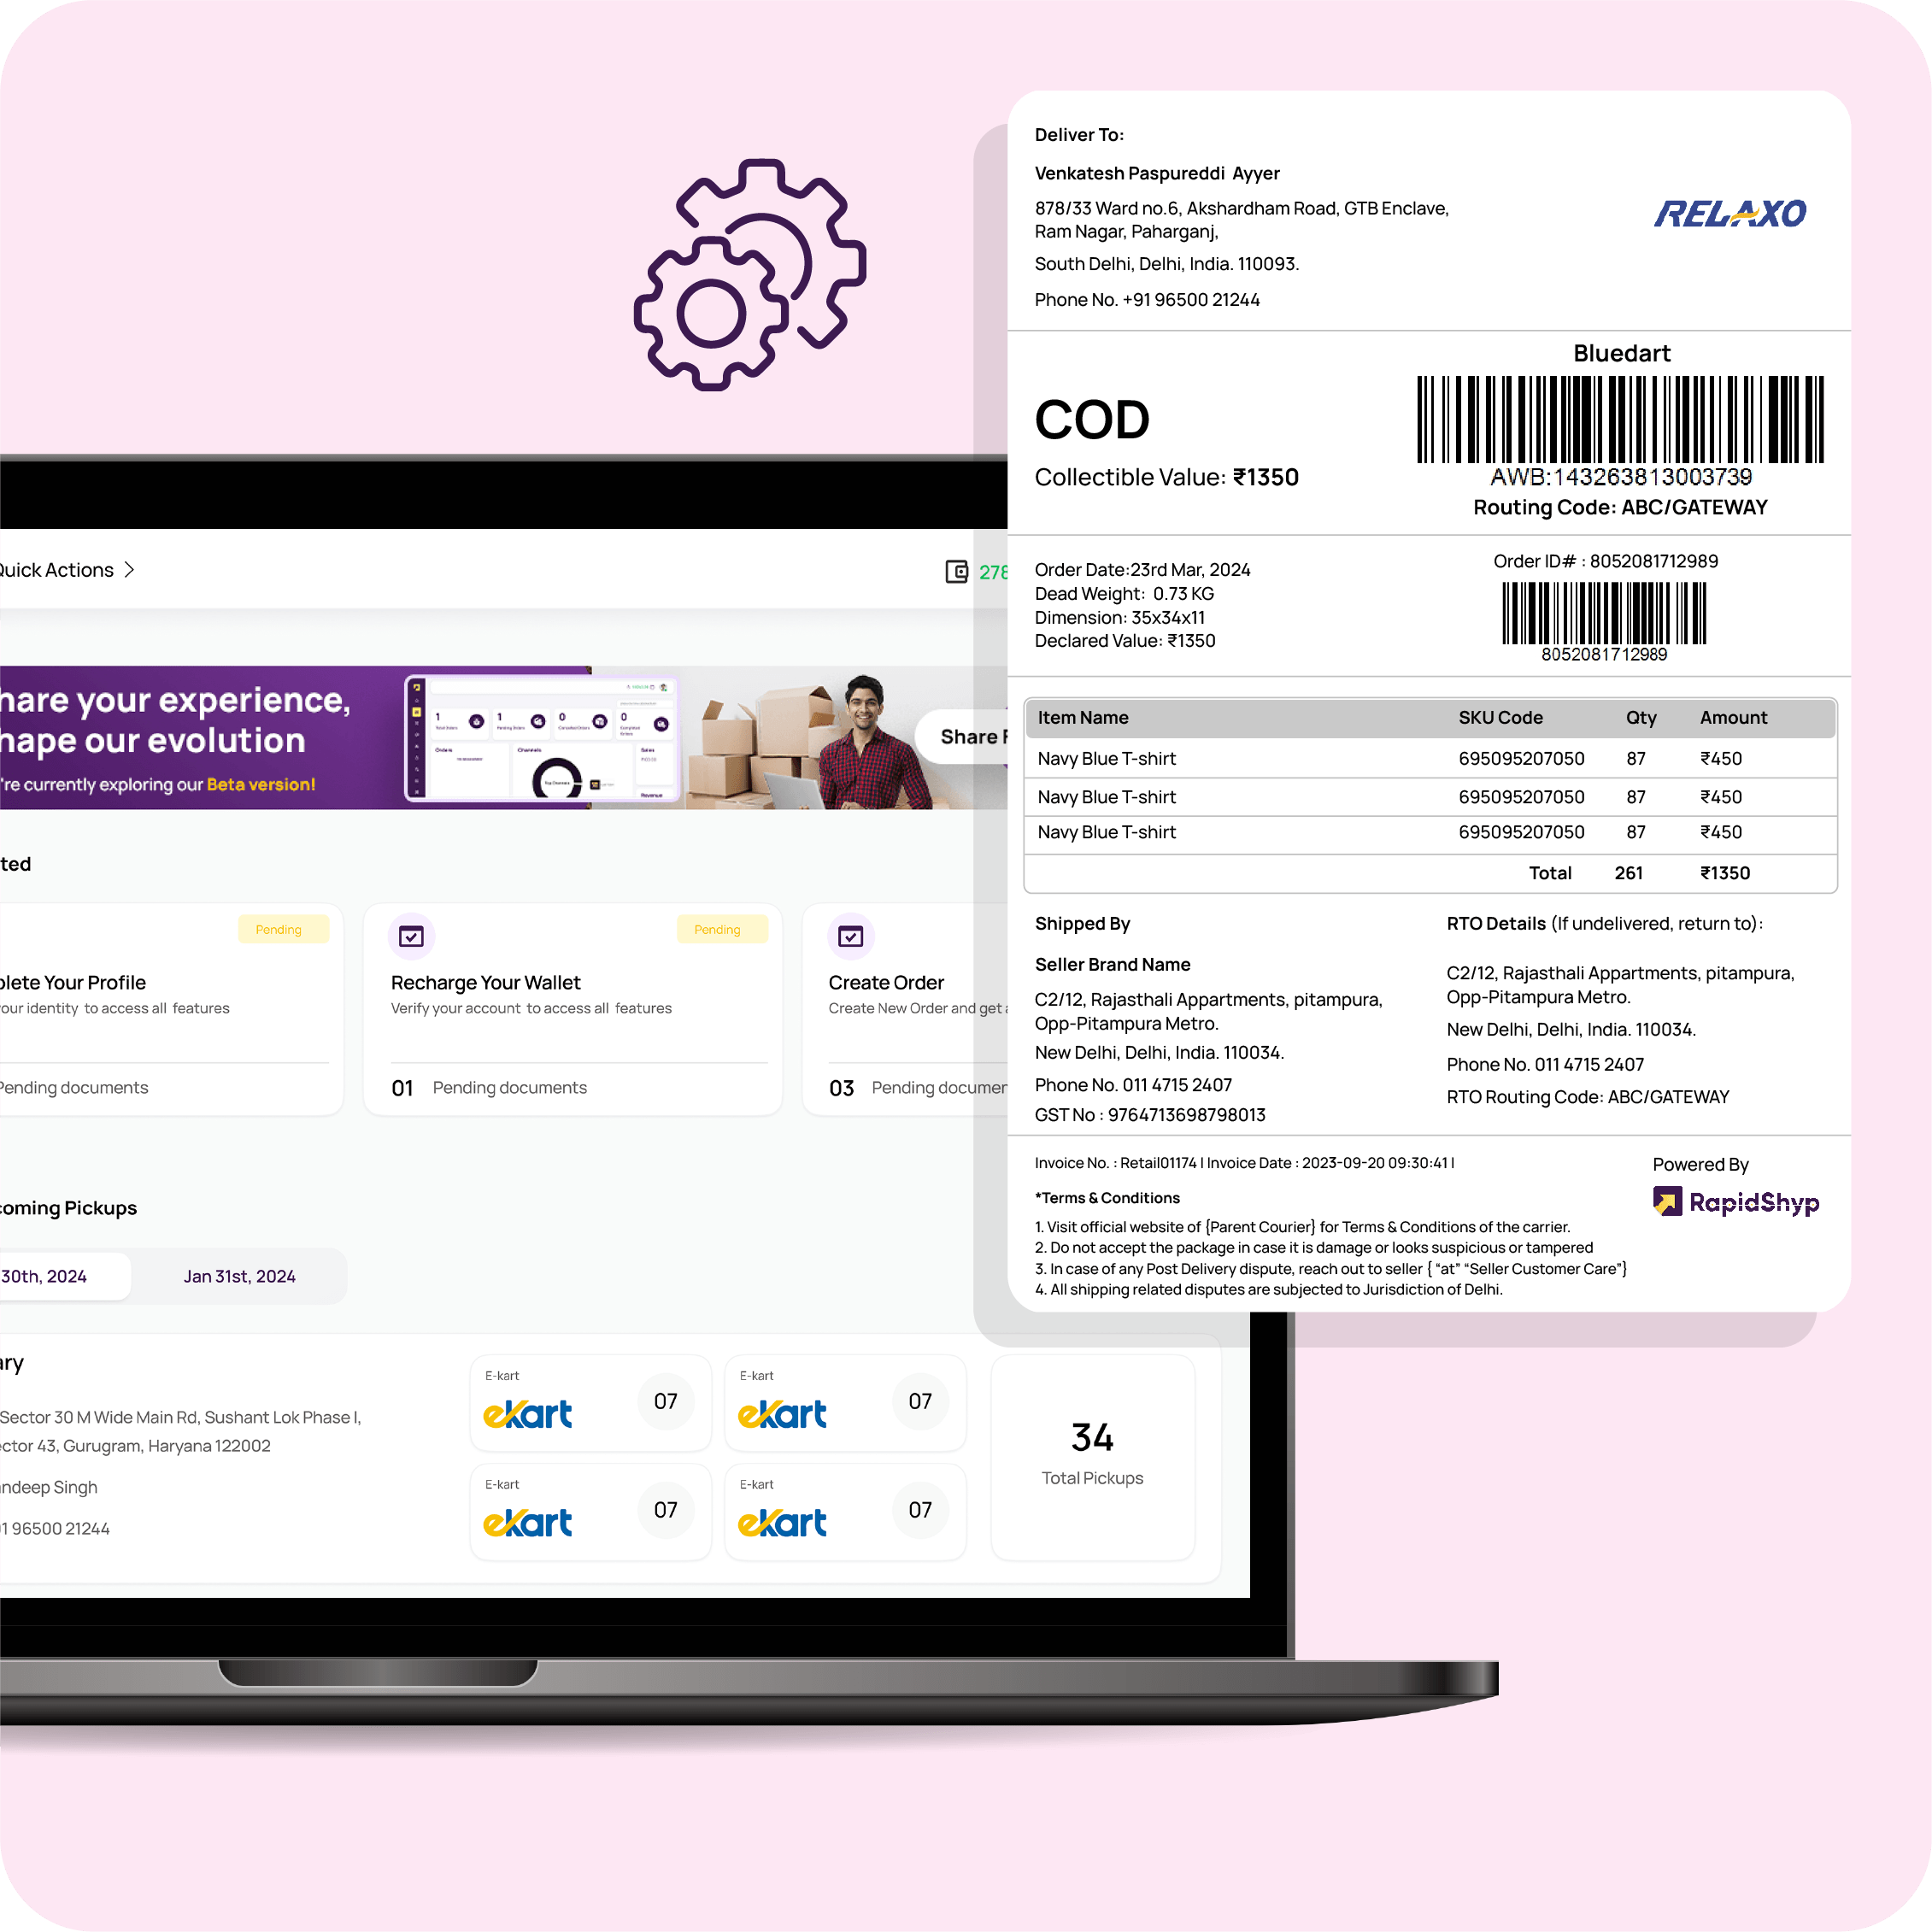 Deliver To:
Venkatesh Paspureddi Ayyer
878/33 Ward no.6, Akshardham Road, GTB Enclave,
Ram Nagar, Paharganj,
South Delhi, Delhi, India. 110093.
Phone No. +91 96500 21244
RELAXO
COD
Collectible Value: ₹1350
Bluedart
AWB:143263813003739
Routing Code: ABC/GATEWAY
Order Date:23rd Mar, 2024
Dead Weight: 0.73 KG
Dimension: 35x34x11
Declared Value: ₹1350
Order ID# : 8052081712989
8052081712989
Item Name SKU Code Qty Amount
Navy Blue T-shirt 695095207050 87 ₹450
Navy Blue T-shirt 695095207050 87 ₹450
Navy Blue T-shirt 695095207050 87 ₹450
Total 261 ₹1350
Shipped By
Seller Brand Name
C2/12, Rajasthali Appartments, pitampura,
Opp-Pitampura Metro.
New Delhi, Delhi, India. 110034.
Phone No. 011 4715 2407
GST No : 9764713698798013
RTO Details (If undelivered, return to):
C2/12, Rajasthali Appartments, pitampura,
Opp-Pitampura Metro.
New Delhi, Delhi, India. 110034.
Phone No. 011 4715 2407
RTO Routing Code: ABC/GATEWAY
Invoice No. : Retail01174 | Invoice Date : 2023-09-20 09:30:41 |
*Terms & Conditions
1. Visit official website of {Parent Courier} for Terms & Conditions of the carrier.
2. Do not accept the package in case it is damage or looks suspicious or tampered
3. In case of any Post Delivery dispute, reach out to seller { “at” “Seller Customer Care”}
4. All shipping related disputes are subjected to Jurisdiction of Delhi.
Powered By
RapidShyp
Quick Actions
278
hare your experience,
hape our evolution
're currently exploring our Beta version!
1 1 0 0
Orders Channels Sales
Revenue
Share F
ted
Pending
plete Your Profile
our identity to access all features
Pending documents
Pending
Recharge Your Wallet
Verify your account to access all features
01 Pending documents
Create Order
Create New Order and get a
03 Pending documen
coming Pickups
30th, 2024 Jan 31st, 2024
ary
Sector 30 M Wide Main Rd, Sushant Lok Phase I,
ector 43, Gurugram, Haryana 122002
andeep Singh
91 96500 21244
E-kart
ekart 07
E-kart
ekart 07
E-kart
ekart 07
E-kart
ekart 07
34
Total Pickups